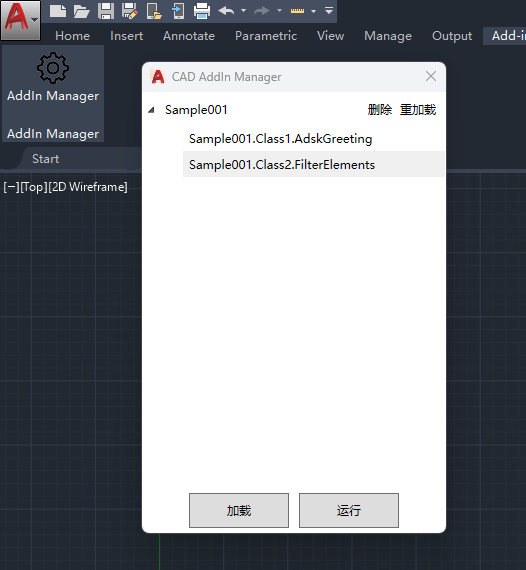 Home Insert Annotate Parametric View Manage Output Add-i
AddIn Manager
AddIn Manager
Start
[−][Top][2D Wireframe]
CAD AddIn Manager
Sample001 删除 重加载
Sample001.Class1.AdskGreeting
Sample001.Class2.FilterElements
加载 运行